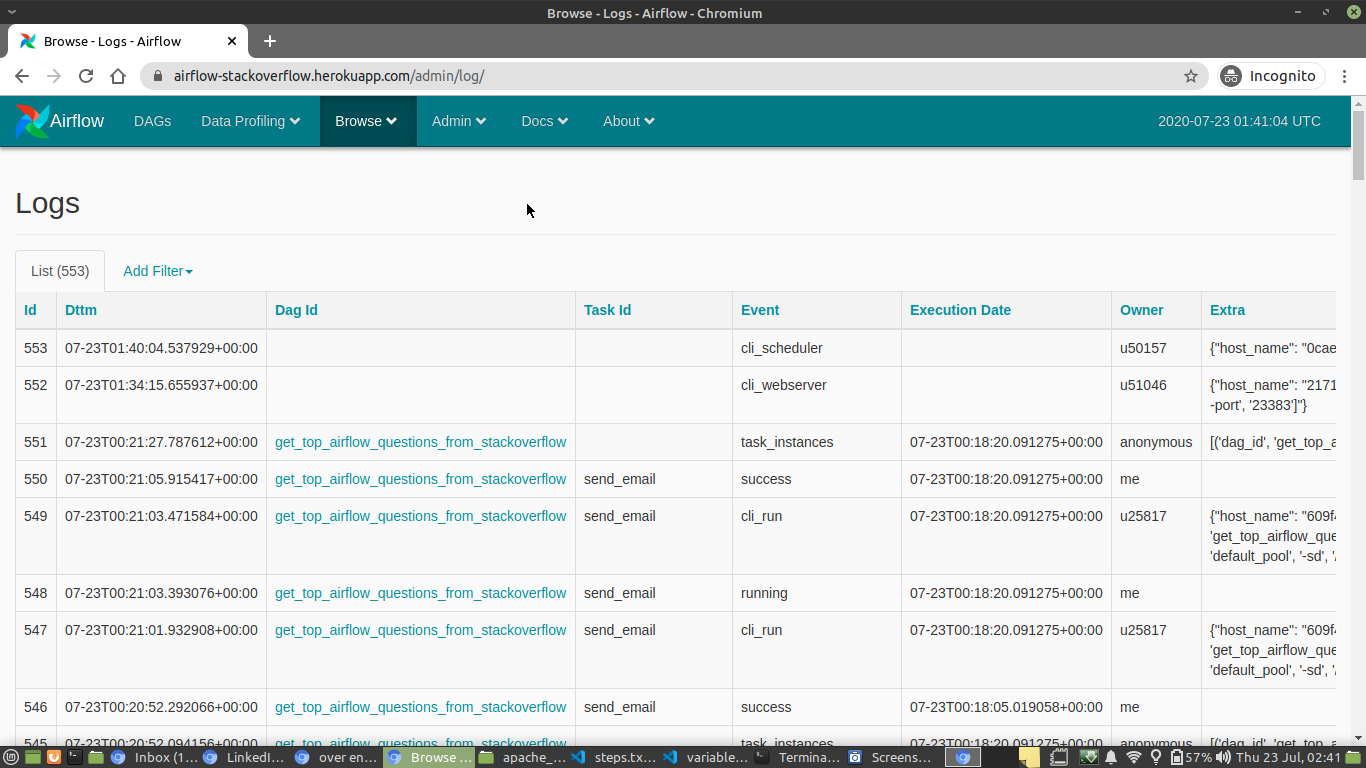 Browse - Logs - Airflow - Chromium
Browse - Logs - Airflow
airflow-stackoverflow.herokuapp.com/admin/log/
Incognito
Airflow DAGs Data Profiling Browse Admin Docs About 2020-07-23 01:41:04 UTC
Logs
List (553) Add Filter
Id Dttm Dag Id Task Id Event Execution Date Owner Extra
553 07-23T01:40:04.537929+00:00 cli_scheduler u50157 {"host_name": "0cae
552 07-23T01:34:15.655937+00:00 cli_webserver u51046 {"host_name": "2171
-port', '23383']"}
551 07-23T00:21:27.787612+00:00 get_top_airflow_questions_from_stackoverflow task_instances 07-23T00:18:20.091275+00:00 anonymous [('dag_id', 'get_top_a
550 07-23T00:21:05.915417+00:00 get_top_airflow_questions_from_stackoverflow send_email success 07-23T00:18:20.091275+00:00 me
549 07-23T00:21:03.471584+00:00 get_top_airflow_questions_from_stackoverflow send_email cli_run 07-23T00:18:20.091275+00:00 u25817 {"host_name": "609f4
'get_top_airflow_que
'default_pool', '-sd', '/
548 07-23T00:21:03.393076+00:00 get_top_airflow_questions_from_stackoverflow send_email running 07-23T00:18:20.091275+00:00 me
547 07-23T00:21:01.932908+00:00 get_top_airflow_questions_from_stackoverflow send_email cli_run 07-23T00:18:20.091275+00:00 u25817 {"host_name": "609f4
'get_top_airflow_que
'default_pool', '-sd', '/
546 07-23T00:20:52.292066+00:00 get_top_airflow_questions_from_stackoverflow send_email success 07-23T00:18:05.019058+00:00 me
545 07-23T00:20:52.094156+00:00 get_top_airflow_questions_from_stackoverflow task_instances 07-23T00:18:20.091275+00:00 anonymous [('dag_id', 'get_top_a
Inbox (1... LinkedI... over en... Browse ... apache_... steps.tx... variable... Termina... Screens... 57% Thu 23 Jul, 02:41